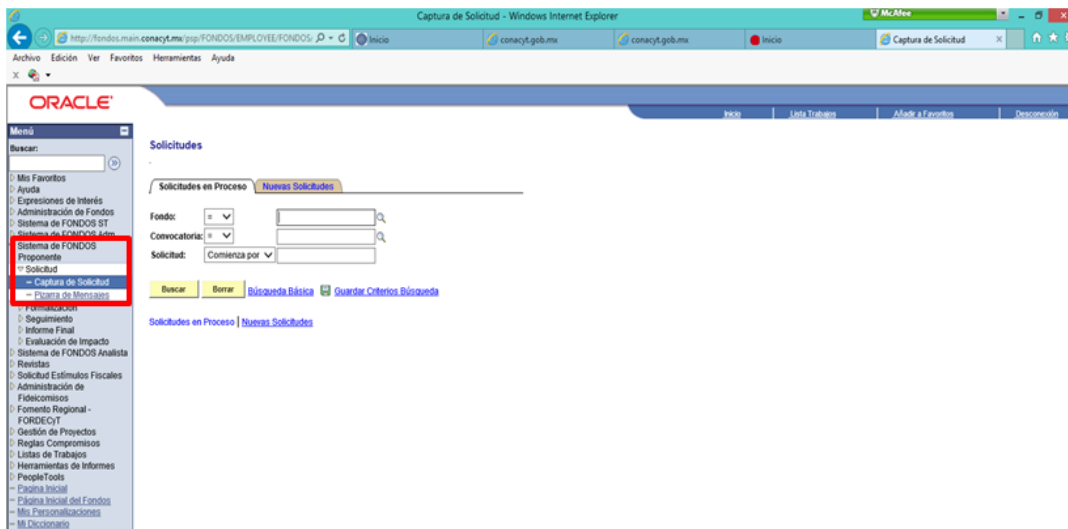 Captura de Solicitud - Windows Internet Explorer
McAfee
http://fondos.main.conacyt.mx/psp/FONDOS/EMPLOYEE/FONDOS/
Inicio
conacyt.gob.mx
conacyt.gob.mx
Inicio
Captura de Solicitud
Archivo Edición Ver Favoritos Herramientas Ayuda
x
ORACLE
Inicio
Lista Trabajos
Añadir a Favoritos
Desconexión
Menú
Buscar:
Mis Favoritos
Ayuda
Expresiones de Interés
Administración de Fondos
Sistema de FONDOS ST
Sistema de FONDOS Adm
Sistema de FONDOS
Proponente
Solicitud
– Captura de Solicitud
– Pizarra de Mensajes
Formalización
Seguimiento
Informe Final
Evaluación de Impacto
Sistema de FONDOS Analista
Revistas
Solicitud Estímulos Fiscales
Administración de
Fideicomisos
Fomento Regional -
FORDECyT
Gestión de Proyectos
Reglas Compromisos
Listas de Trabajos
Herramientas de Informes
PeopleTools
– Pagina Inicial
– Página Inicial del Fondos
– Mis Personalizaciones
– Mi Diccionario
Solicitudes
Solicitudes en Proceso
Nuevas Solicitudes
Fondo: =
Convocatoria: =
Solicitud: Comienza por
Buscar
Borrar
Búsqueda Básica
Guardar Criterios Búsqueda
Solicitudes en Proceso | Nuevas Solicitudes